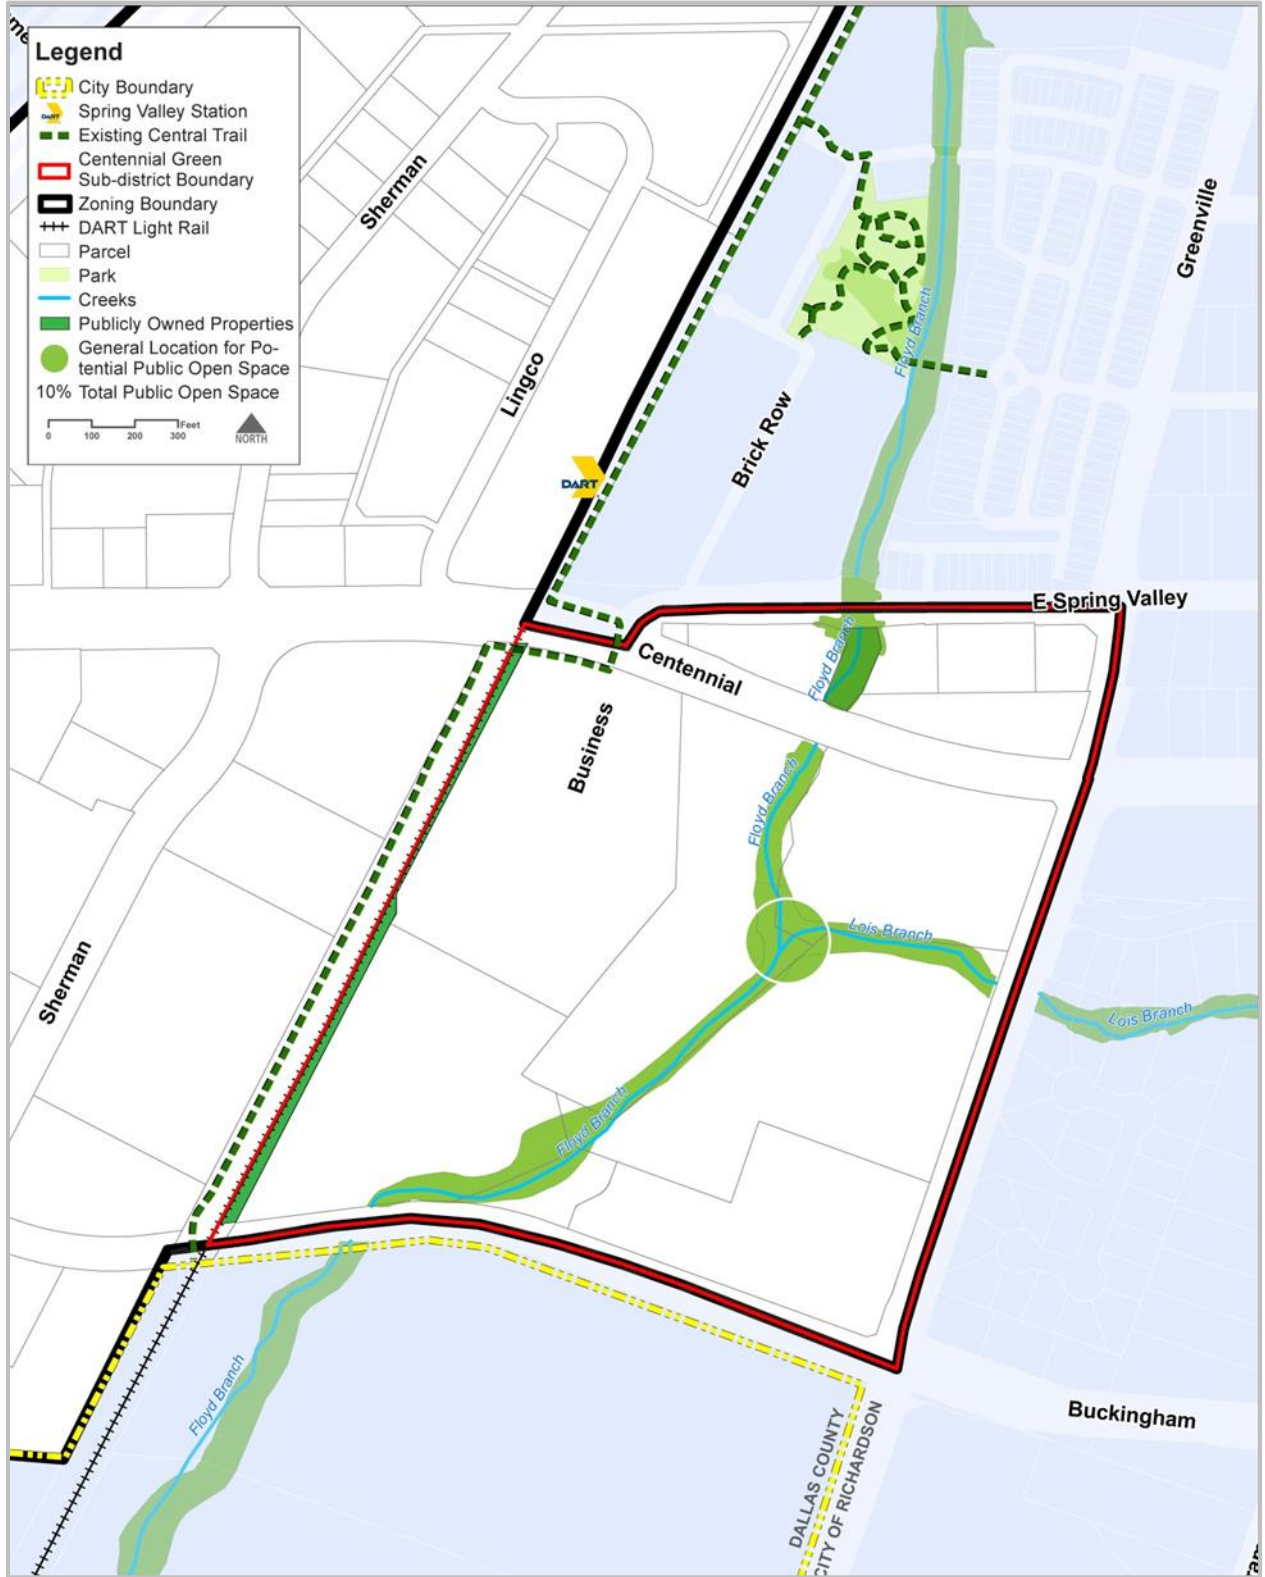 Legend
City Boundary
DART
Spring Valley Station
Existing Central Trail
Centennial Green
Sub-district Boundary
Zoning Boundary
DART Light Rail
Parcel
Park
Creeks
Publicly Owned Properties
General Location for Po-
tential Public Open Space
10% Total Public Open Space
Feet
0 100 200 300
NORTH
Sherman
Greenville
Floyd Branch
Lingco
Brick Row
DART
E Spring Valley
Floyd Branch
Centennial
Business
Floyd Branch
Lois Branch
Sherman
Lois Branch
Floyd Branch
Floyd Branch
Buckingham
DALLAS COUNTY
CITY OF RICHARDSON